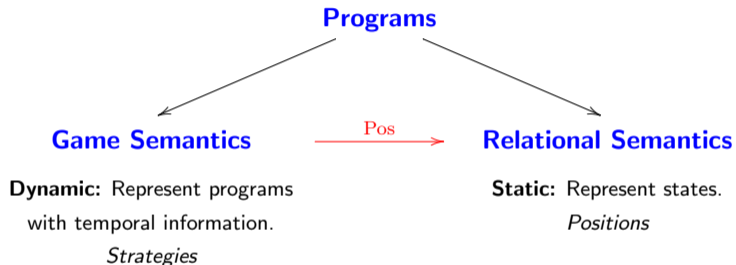 Programs
Pos
Game Semantics
Relational Semantics
Dynamic: Represent programs
with temporal information.
Strategies
Static: Represent states.
Positions